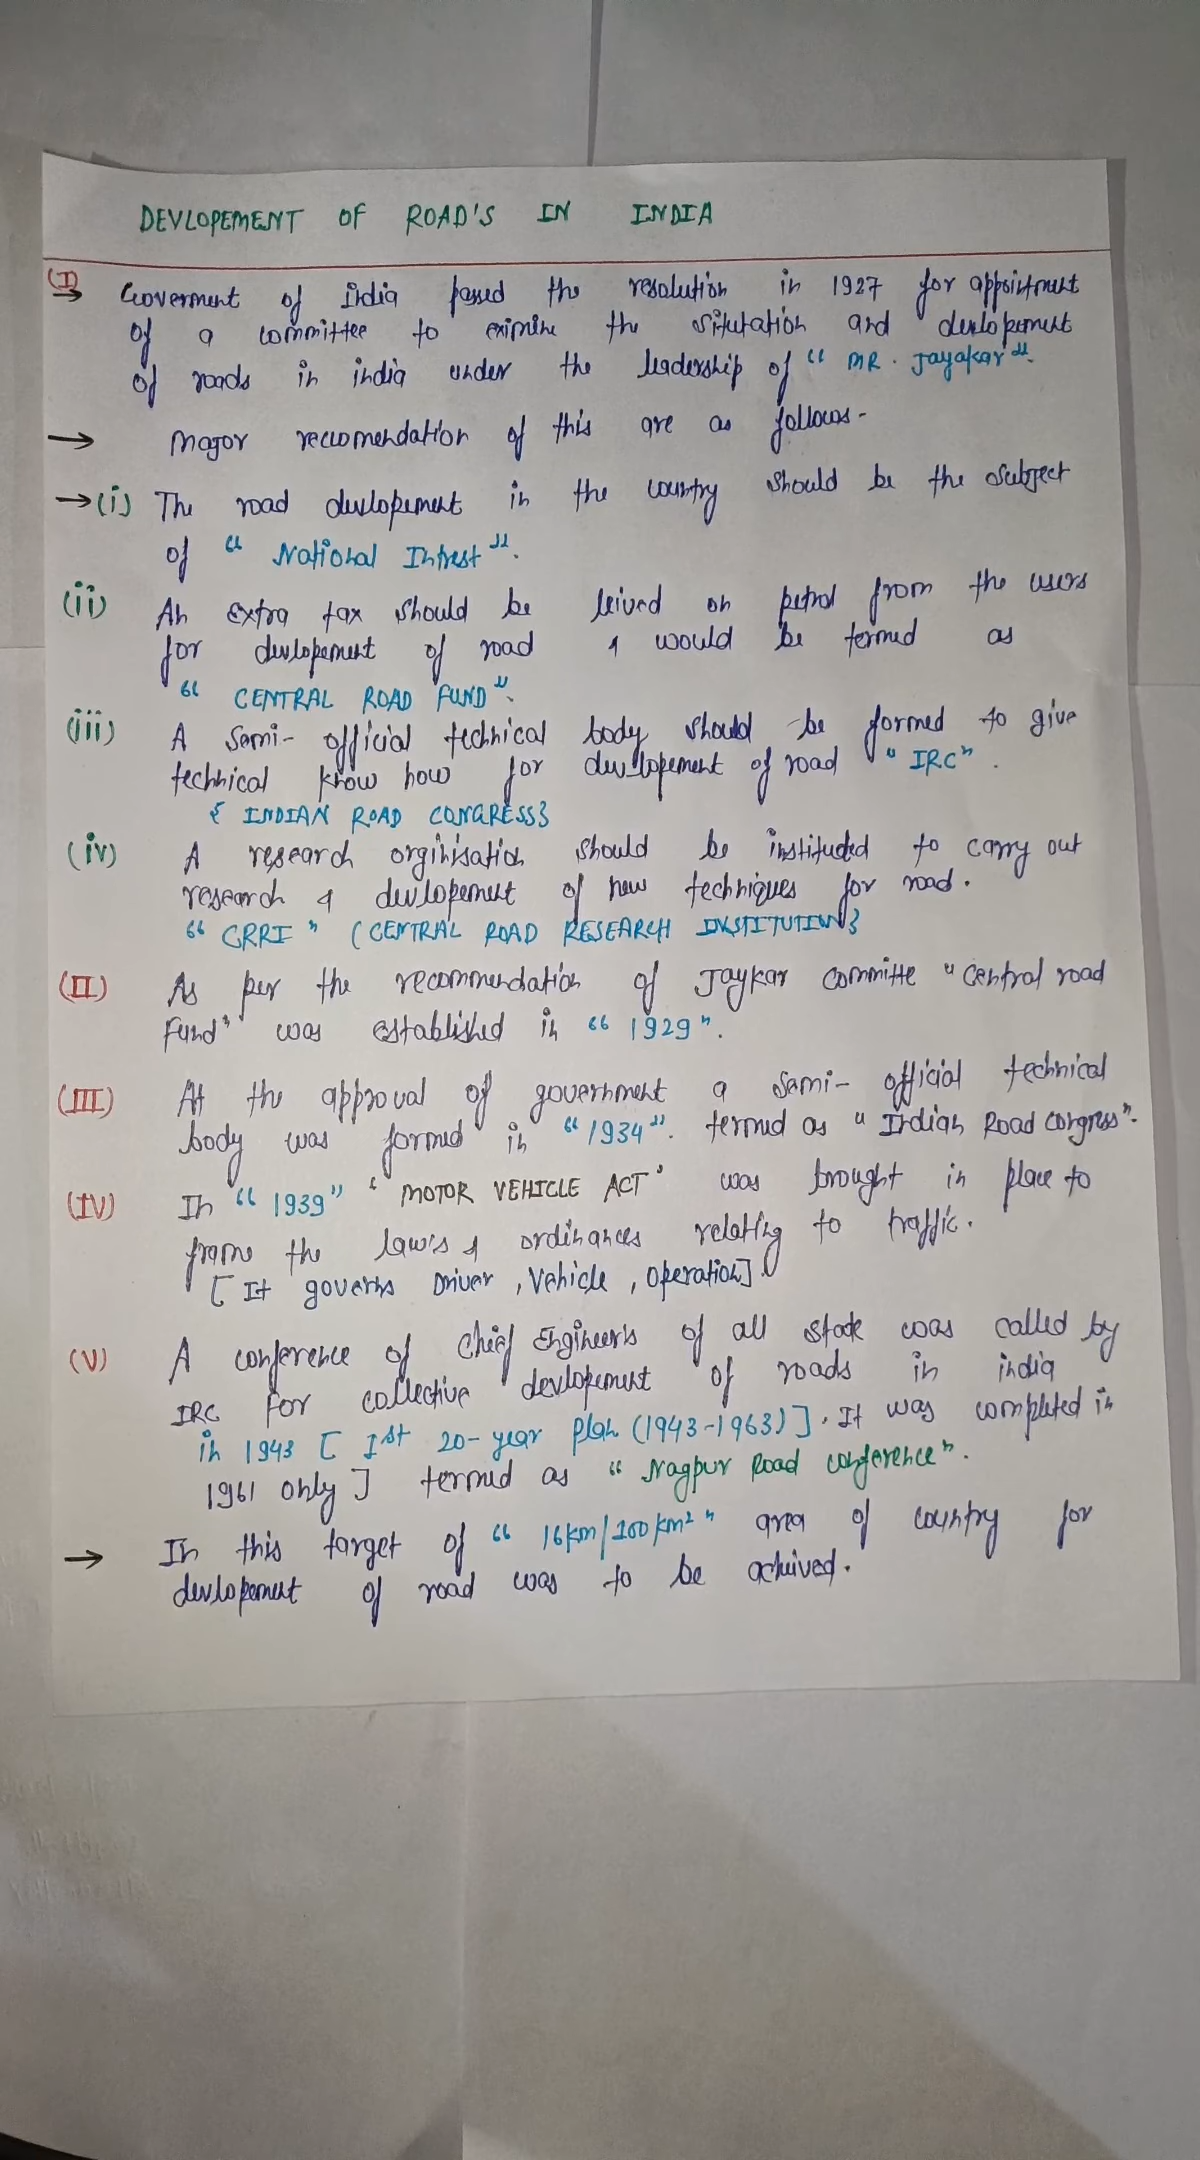 DEVLOPEMENT OF ROAD'S IN INDIA
(I)
→ Goverment of India passed the resolution in 1927 for appointment
of a committee to eximine the situtation and devlopement
of roads in india under the leadership of “ MR. Jayakar ”.
→ Major reccomendation of this are as follows-
→ (i) The road devlopement in the country should be the subject
of “ National Intrest ”.
(ii) An extra tax should be leived on petrol from the users
for devlopement of road & would be termed as
“ CENTRAL ROAD FUND ”.
(iii) A semi- official technical body should be formed to give
technical know how for devlopement of road “ IRC ” .
{ INDIAN ROAD CONGRESS}
(iv) A research orginisation should be instituded to carry out
research & devlopement of new techniques for road.
“ CRRI ” (CENTRAL ROAD RESEARCH INSTITUTION}
(II) As per the recommendation of Jaykar committe “ central road
fund” was established in “ 1929 ”.
(III) At the approval of government a semi- official technical
body was formed in “ 1934 ”. termed as “ Indian Road Congress ”.
(IV) In “ 1939 ” ‘ MOTOR VEHICLE ACT ’ was brought in place to
frame the law's & ordinances relating to traffic.
[ It governs Driver , Vehicle , operation].
(V) A conference of chief Engineer's of all state was called by
IRC for collective devlopement of roads in india
in 1943 [ Ist 20- year plan (1943-1963) ] . It was completed in
1961 only ] termed as “ Nagpur Road conference ”.
→ In this target of “ 16km/100km² ” area of country for
devlopement of road was to be achived.